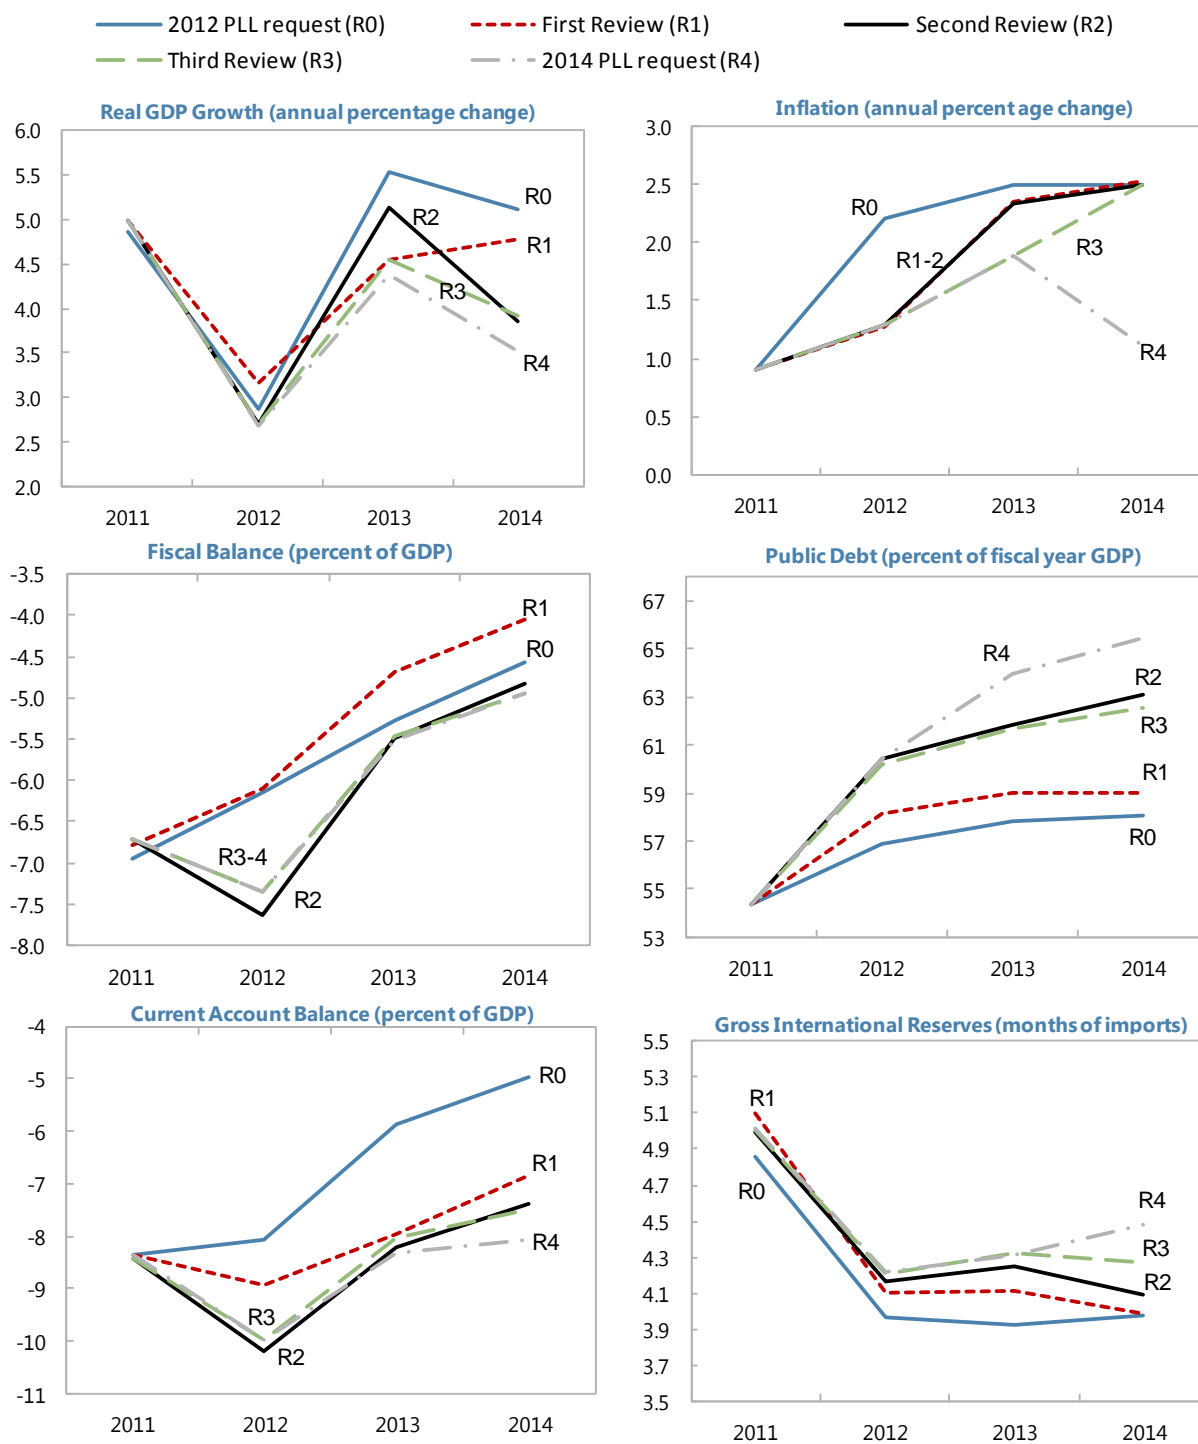 2012 PLL request (R0) First Review (R1) Second Review (R2)
Third Review (R3) 2014 PLL request (R4)
Real GDP Growth (annual percentage change)
6.0
5.5
5.0
4.5
4.0
3.5
3.0
2.5
2.0
R0
R2
R1
R3
R4
2011 2012 2013 2014
Inflation (annual percent age change)
3.0
2.5
2.0
1.5
1.0
0.5
0.0
R0
R1-2
R3
R4
2011 2012 2013 2014
Fiscal Balance (percent of GDP)
-3.5
-4.0
-4.5
-5.0
-5.5
-6.0
-6.5
-7.0
-7.5
-8.0
R1
R0
R3-4
R2
2011 2012 2013 2014
Public Debt (percent of fiscal year GDP)
67
65
63
61
59
57
55
53
R4
R2
R3
R1
R0
2011 2012 2013 2014
Current Account Balance (percent of GDP)
-4
-5
-6
-7
-8
-9
-10
-11
R0
R1
R4
R3
R2
2011 2012 2013 2014
Gross International Reserves (months of imports)
5.5
5.3
5.1
4.9
4.7
4.5
4.3
4.1
3.9
3.7
3.5
R1
R0
R4
R3
R2
2011 2012 2013 2014